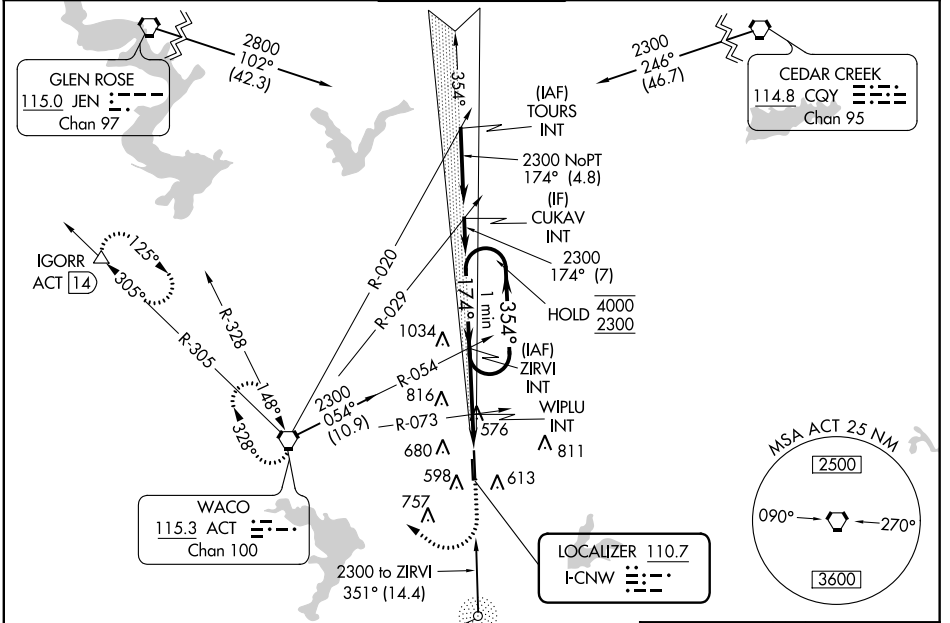 2800
102°
(42.3)
GLEN ROSE
115.0 JEN
Chan 97
2300
246°
(46.7)
CEDAR CREEK
114.8 CQY
Chan 95
354°
(IAF)
TOURS
INT
2300 NoPT
174° (4.8)
(IF)
CUKAV
INT
2300
174° (7)
HOLD 4000
2300
IGORR
ACT 14
125°
305°
R-305
R-328
R-020
R-029
174°
1 min
354°
1034
(IAF)
ZIRVI
INT
R-054
816
2300
054°
(10.9)
R-073
WIPLU
INT
576
148°
328°
680
811
598
613
757
WACO
115.3 ACT
Chan 100
LOCALIZER 110.7
I-CNW
2300 to ZIRVI
351° (14.4)
MSA ACT 25 NM
2500
090°
270°
3600